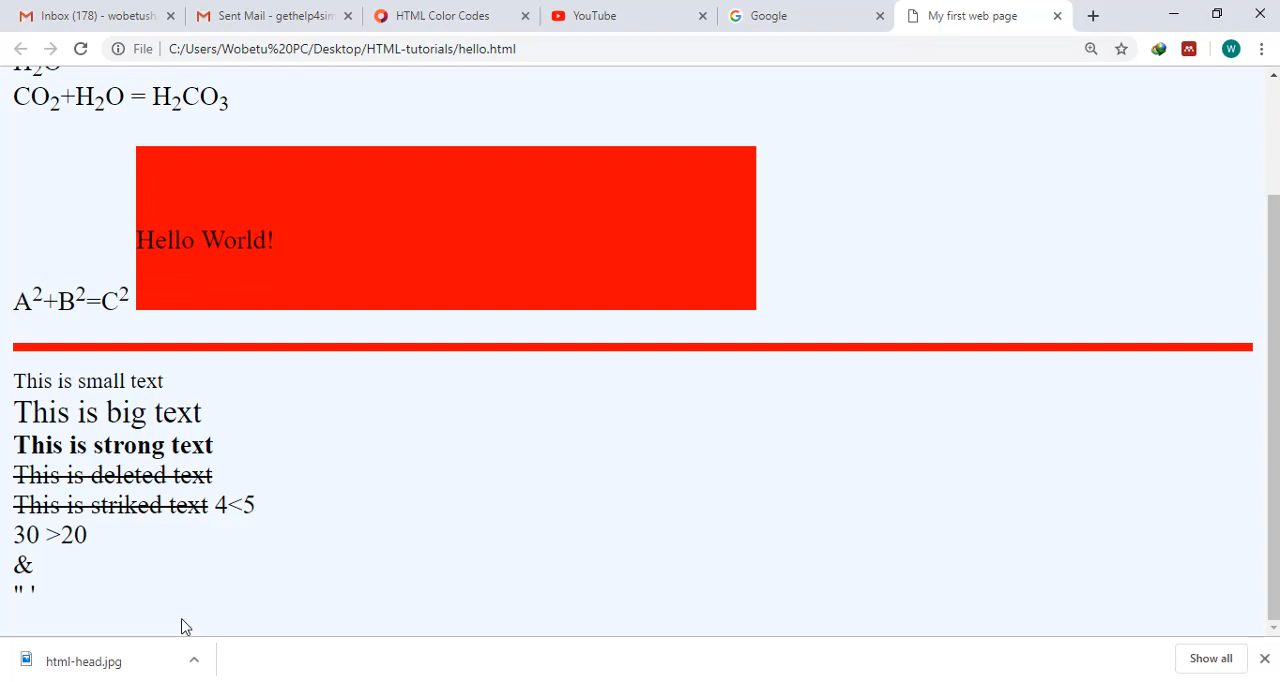 Inbox (178) - wobetush
Sent Mail - gethelp4sim
HTML Color Codes
YouTube
Google
My first web page
File
C:/Users/Wobetu%20PC/Desktop/HTML-tutorials/hello.html
W
H₂O
CO₂+H₂O = H₂CO₃
Hello World!
A²+B²=C²
This is small text
This is big text
This is strong text
This is deleted text
This is striked text 4<5
30 >20
&
" '
html-head.jpg
Show all